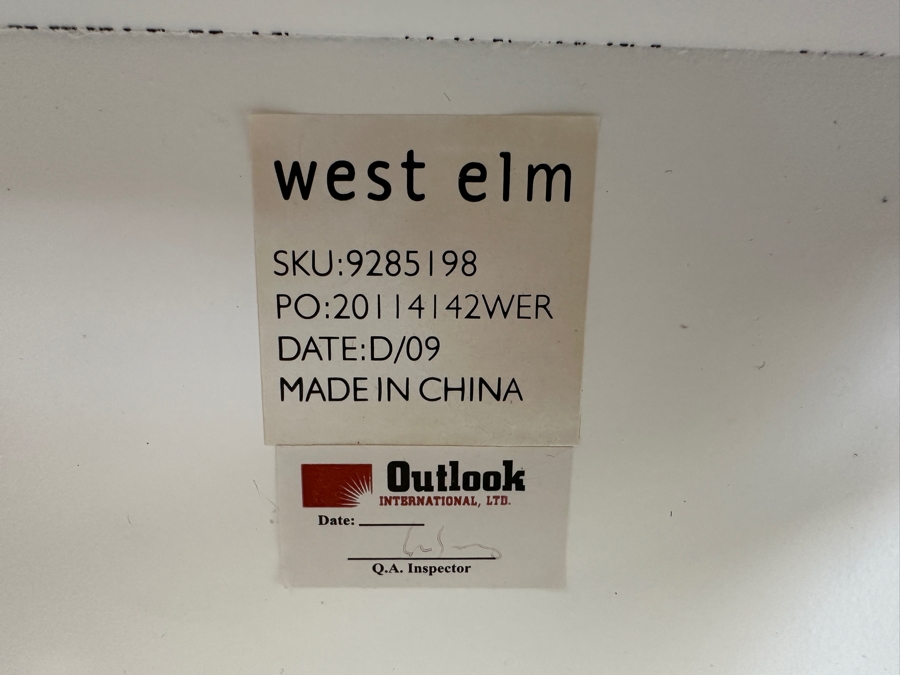 west elm
SKU:9285198
PO:20114142WER
DATE:D/09
MADE IN CHINA
Outlook
INTERNATIONAL, LTD.
Date:
Q.A. Inspector